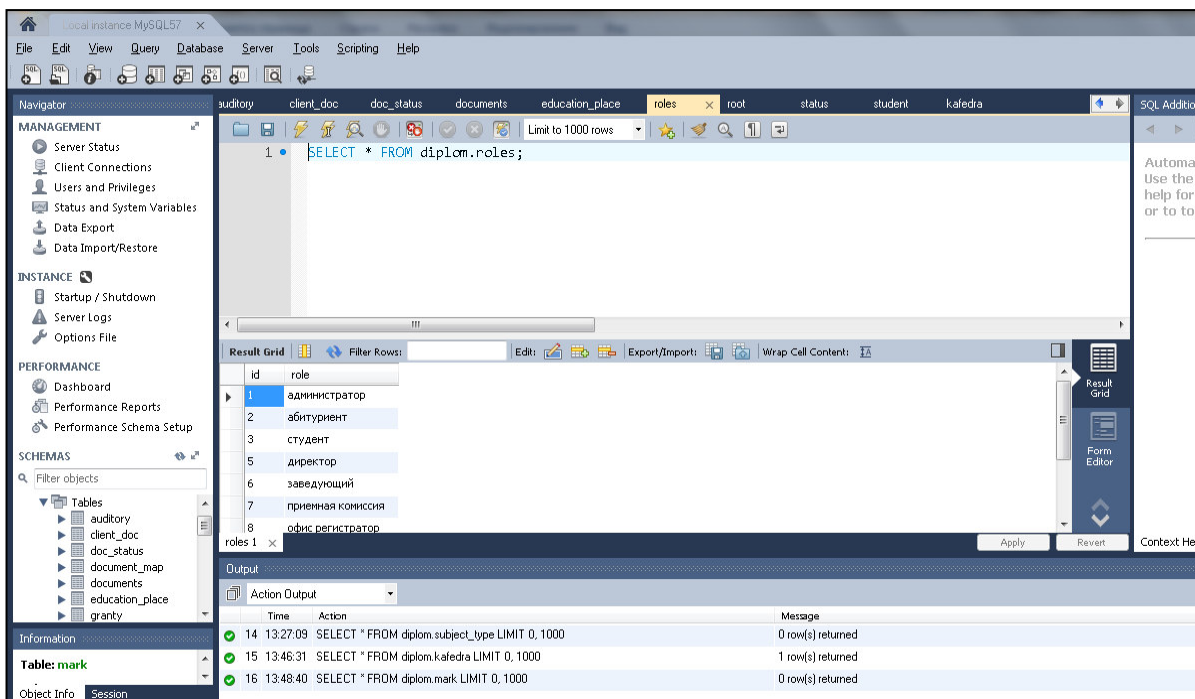 Local instance MySQL57 ×
File Edit View Query Database Server Tools Scripting Help
Navigator
MANAGEMENT
Server Status
Client Connections
Users and Privileges
Status and System Variables
Data Export
Data Import/Restore
INSTANCE
Startup / Shutdown
Server Logs
Options File
PERFORMANCE
Dashboard
Performance Reports
Performance Schema Setup
SCHEMAS
Filter objects
Tables
auditory
client_doc
doc_status
document_map
documents
education_place
granty
Information
Table: mark
Object Info Session
auditory client_doc doc_status documents education_place roles × root status student kafedra
Limit to 1000 rows
1 SELECT * FROM diplom.roles;
Result Grid Filter Rows: Edit: Export/Import: Wrap Cell Content:
id role
1 администратор
2 абитуриент
3 студент
5 директор
6 заведующий
7 приемная комиссия
8 офис регистратор
Result
Grid
Form
Editor
roles 1 × Apply Revert
Output
Action Output
Time Action Message
14 13:27:09 SELECT * FROM diplom.subject_type LIMIT 0, 1000 0 row(s) returned
15 13:46:31 SELECT * FROM diplom.kafedra LIMIT 0, 1000 1 row(s) returned
16 13:48:40 SELECT * FROM diplom.mark LIMIT 0, 1000 0 row(s) returned
SQL Additio
Automa
Use the
help for
or to to
Context He